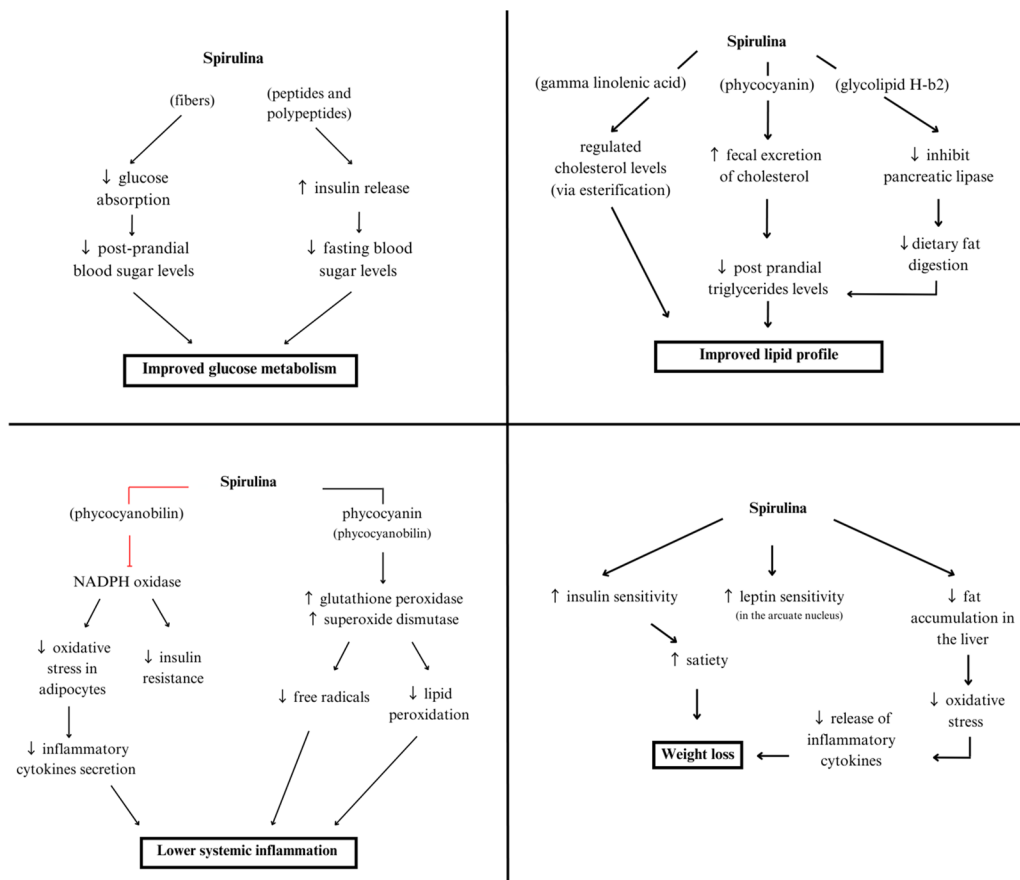 Spirulina
(fibers)
(peptides and
polypeptides)
↓ glucose
absorption
↑ insulin release
↓ post-prandial
blood sugar levels
↓ fasting blood
sugar levels
Improved glucose metabolism
Spirulina
(gamma linolenic acid)
(phycocyanin)
(glycolipid H-b2)
regulated
cholesterol levels
(via esterification)
↑ fecal excretion
of cholesterol
↓ inhibit
pancreatic lipase
↓ dietary fat
digestion
↓ post prandial
triglycerides levels
Improved lipid profile
Spirulina
(phycocyanobilin)
phycocyanin
(phycocyanobilin)
NADPH oxidase
↑ glutathione peroxidase
↑ superoxide dismutase
↓ oxidative
stress in
adipocytes
↓ insulin
resistance
↓ free radicals
↓ lipid
peroxidation
↓ inflammatory
cytokines secretion
Lower systemic inflammation
Spirulina
↑ insulin sensitivity
↑ leptin sensitivity
(in the arcuate nucleus)
↓ fat
accumulation in
the liver
↑ satiety
↓ oxidative
stress
↓ release of
inflammatory
cytokines
Weight loss